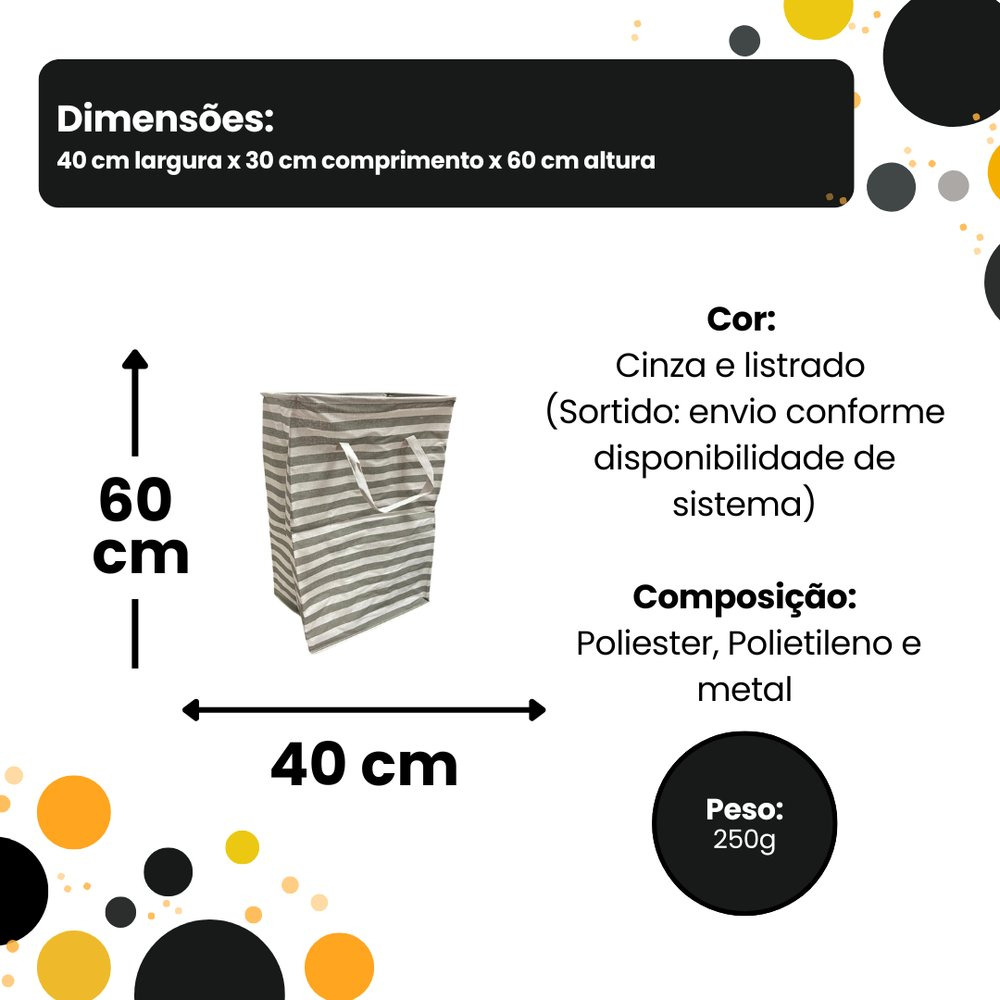 Dimensões:
40 cm largura x 30 cm comprimento x 60 cm altura
Cor:
Cinza e listrado
(Sortido: envio conforme
disponibilidade de
sistema)
60
cm
Composição:
Poliester, Polietileno e
metal
40 cm
Peso:
250g